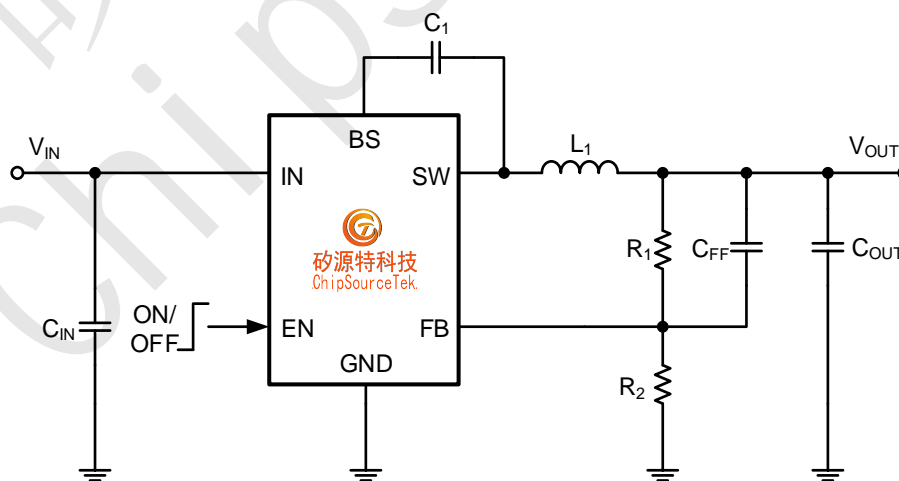 C1
BS
VIN
IN
SW
L1
VOUT
矽源特科技
ChipSourceTek.
R1
CFF
COUT
CIN
ON/
OFF
EN
FB
GND
R2
Chips